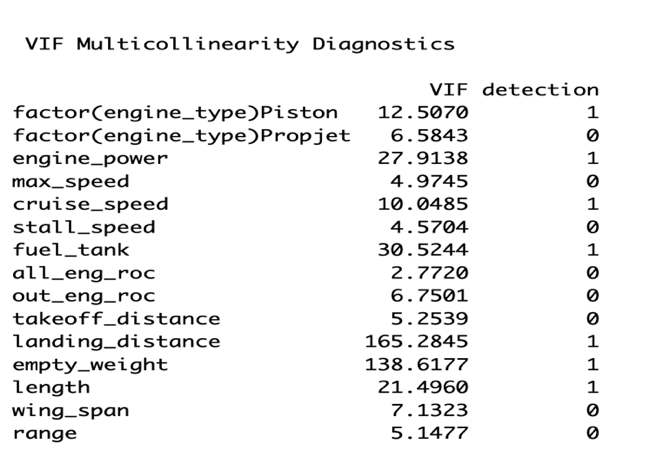 VIF Multicollinearity Diagnostics
VIF detection
factor(engine_type)Piston 12.5070 1
factor(engine_type)Propjet 6.5843 0
engine_power 27.9138 1
max_speed 4.9745 0
cruise_speed 10.0485 1
stall_speed 4.5704 0
fuel_tank 30.5244 1
all_eng_roc 2.7720 0
out_eng_roc 6.7501 0
takeoff_distance 5.2539 0
landing_distance 165.2845 1
empty_weight 138.6177 1
length 21.4960 1
wing_span 7.1323 0
range 5.1477 0